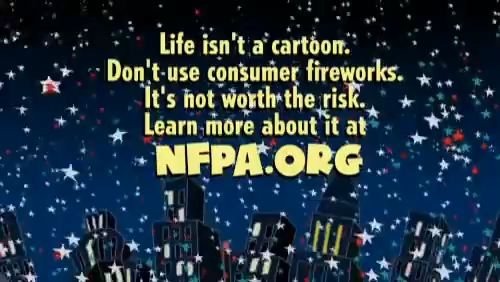 Life isn't a cartoon.
Don't use consumer fireworks.
It's not worth the risk.
Learn more about it at
NFPA.ORG